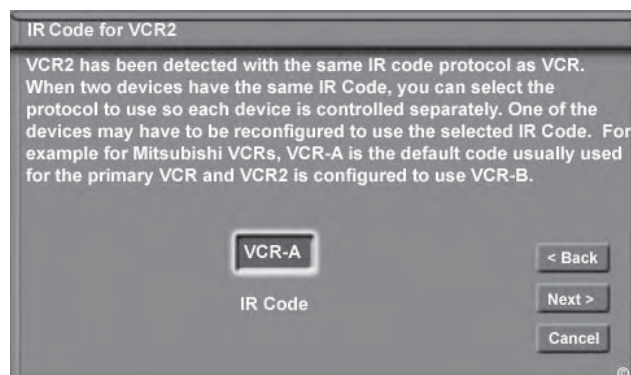 IR Code for VCR2
VCR2 has been detected with the same IR code protocol as VCR.
When two devices have the same IR Code, you can select the
protocol to use so each device is controlled separately. One of the
devices may have to be reconfigured to use the selected IR Code. For
example for Mitsubishi VCRs, VCR-A is the default code usually used
for the primary VCR and VCR2 is configured to use VCR-B.
VCR-A
IR Code
< Back
Next >
Cancel
©